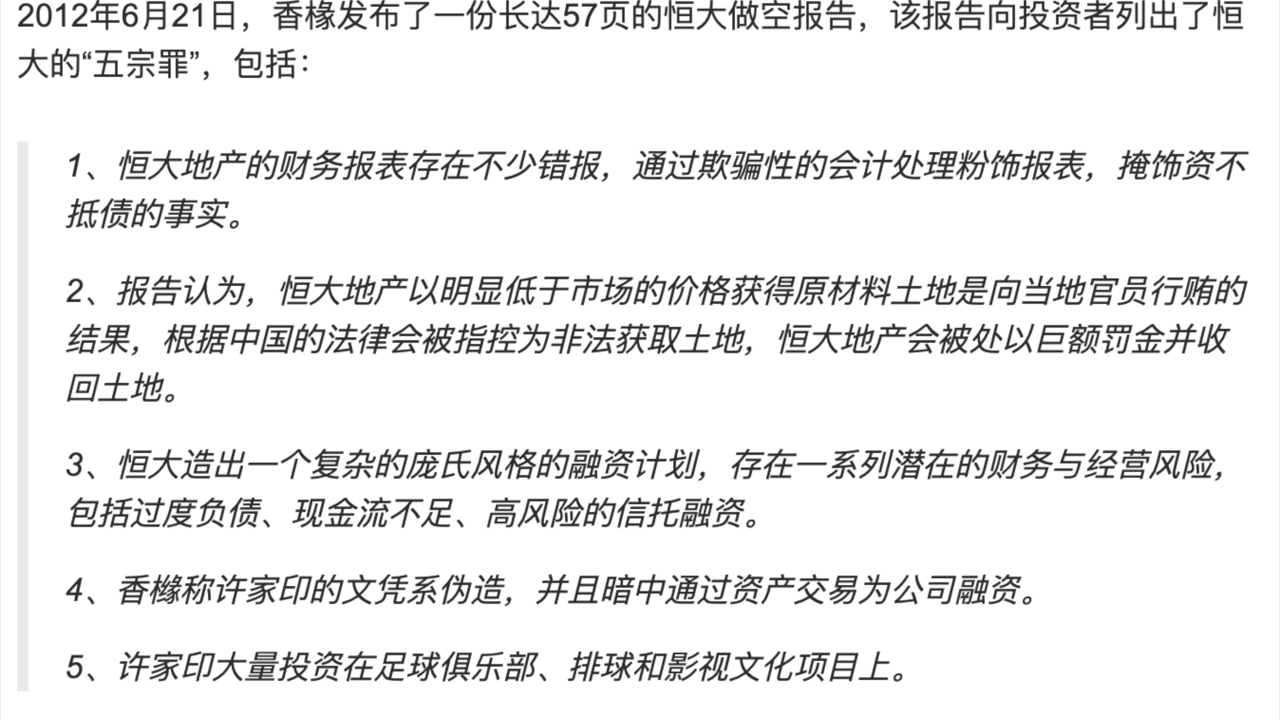 2012年6月21日，香橼发布了一份长达57页的恒大做空报告，该报告向投资者列出了恒
大的“五宗罪”，包括：
1、恒大地产的财务报表存在不少错报，通过欺骗性的会计处理粉饰报表，掩饰资不
抵债的事实。
2、报告认为，恒大地产以明显低于市场的价格获得原材料土地是向当地官员行贿的
结果，根据中国的法律会被指控为非法获取土地，恒大地产会被处以巨额罚金并收
回土地。
3、恒大造出一个复杂的庞氏风格的融资计划，存在一系列潜在的财务与经营风险，
包括过度负债、现金流不足、高风险的信托融资。
4、香橼称许家印的文凭系伪造，并且暗中通过资产交易为公司融资。
5、许家印大量投资在足球俱乐部、排球和影视文化项目上。